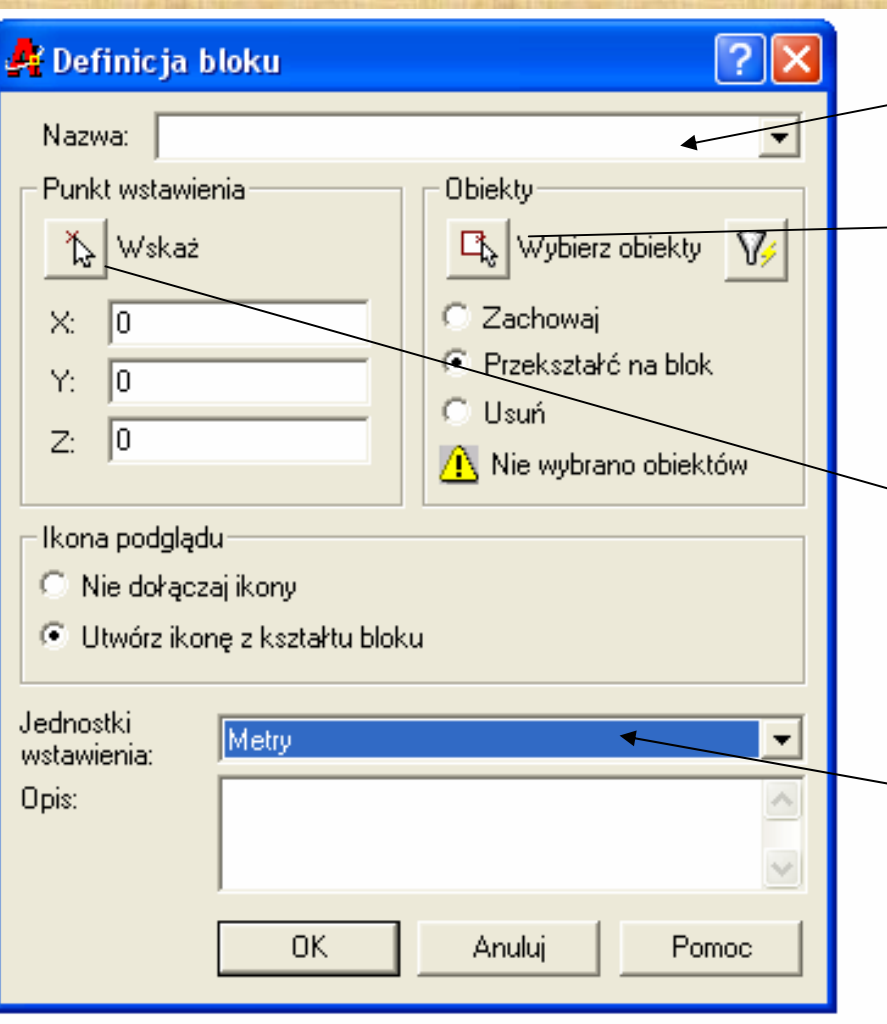 Definicja bloku
Nazwa:
Punkt wstawienia
Wskaż
X: 0
Y: 0
Z: 0
Obiekty
Wybierz obiekty
Zachowaj
Przekształć na blok
Usuń
Nie wybrano obiektów
Ikona podglądu
Nie dołączaj ikony
Utwórz ikonę z kształtu bloku
Jednostki
wstawienia:
Metry
Opis:
OK
Anuluj
Pomoc